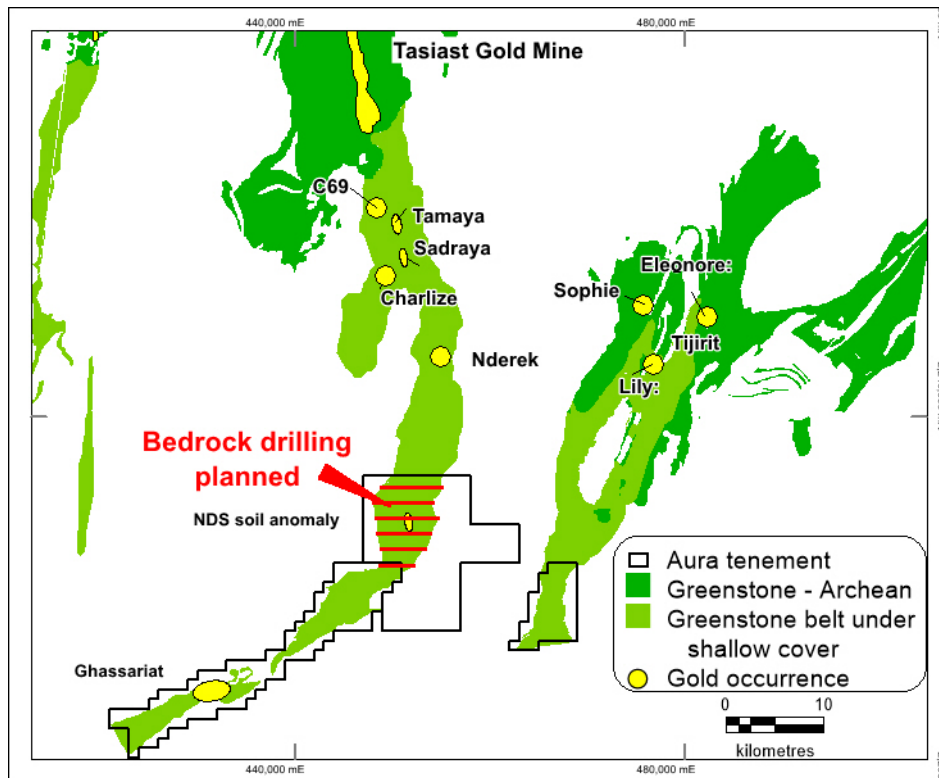 440,000 mE
480,000 mE
Tasiast Gold Mine
C69
Tamaya
Sadraya
Charlize
Eleonore:
Sophie
Tijirit
Lily:
Nderek
Bedrock drilling
planned
NDS soil anomaly
Ghassariat
Aura tenement
Greenstone - Archean
Greenstone belt under
shallow cover
Gold occurrence
0
10
kilometres
440,000 mE
480,000 mE